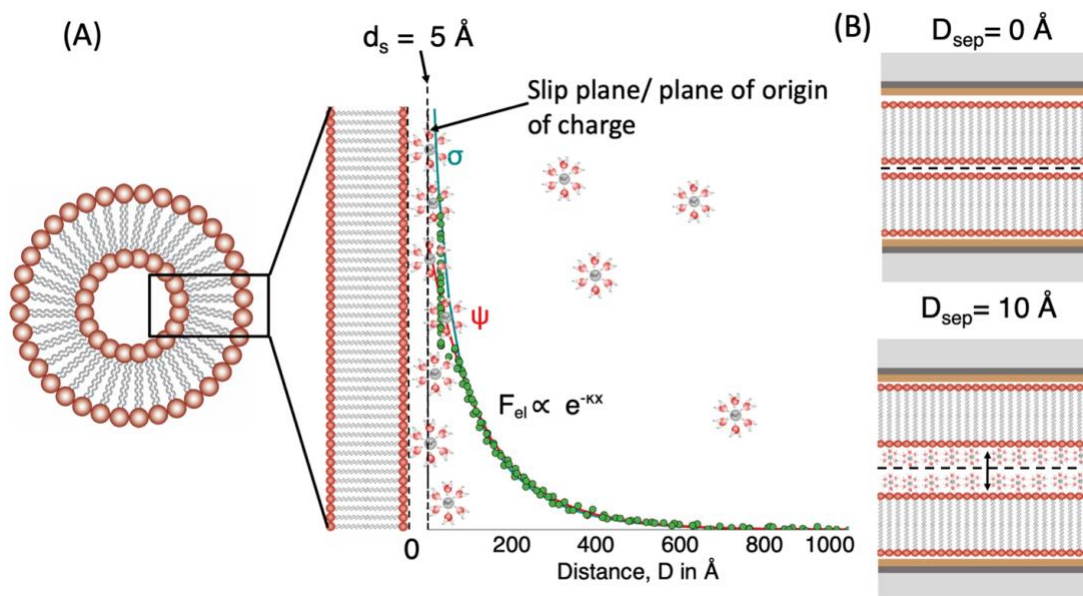 (A)
d_s = 5 Å
Slip plane/ plane of origin
of charge
σ
ψ
F_el ∝ e^-κx
0
200
400
600
800
1000
Distance, D in Å
(B)
D_sep= 0 Å
D_sep= 10 Å